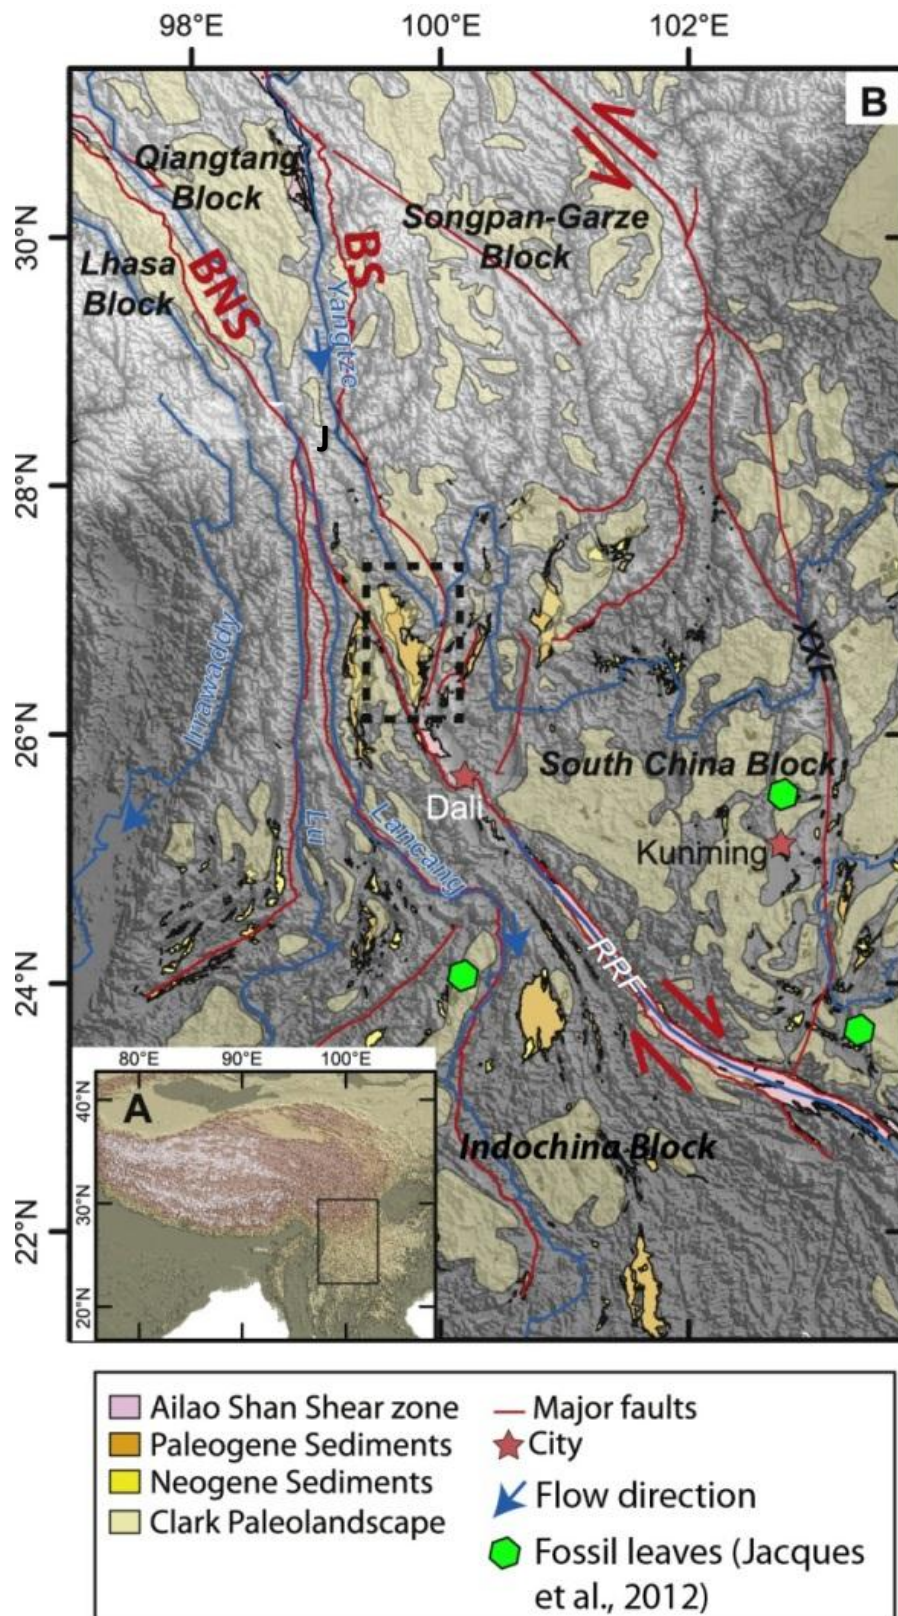 98°E 100°E 102°E
B
Qiangtang
Block
Songpan-Garze
Block
30°N
Lhasa
Block
BNS
BS
Yangtze
J
28°N
XXF
Irrawaddy
26°N
South China Block
Dali
Kunming
Lu
Lancang
24°N
RRF
80°E 90°E 100°E
A
40°N
30°N
20°N
Indochina Block
22°N
Ailao Shan Shear zone
Paleogene Sediments
Neogene Sediments
Clark Paleolandscape
Major faults
City
Flow direction
Fossil leaves (Jacques
et al., 2012)